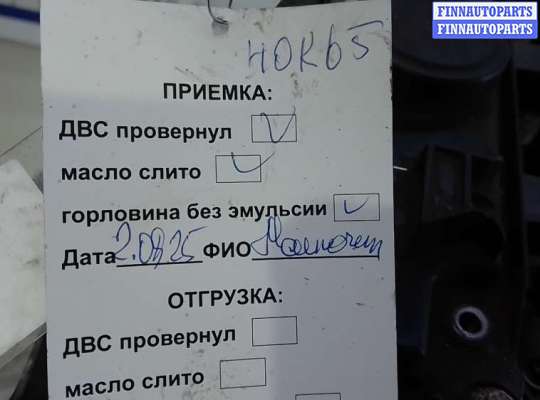 FINNAUTOPARTS
FINNAUTOPARTS
40K65
ПРИЕМКА:
ДВС провернул
масло слито
горловина без эмульсии
Дата 2.09.25 ФИО
ОТГРУЗКА:
ДВС провернул
масло слито